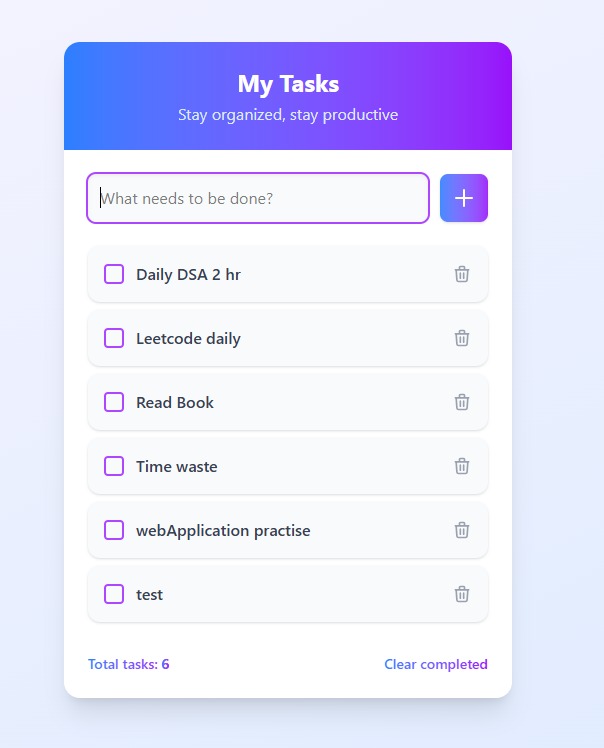 My Tasks
Stay organized, stay productive
What needs to be done?
Daily DSA 2 hr
Leetcode daily
Read Book
Time waste
webApplication practise
test
Total tasks: 6
Clear completed